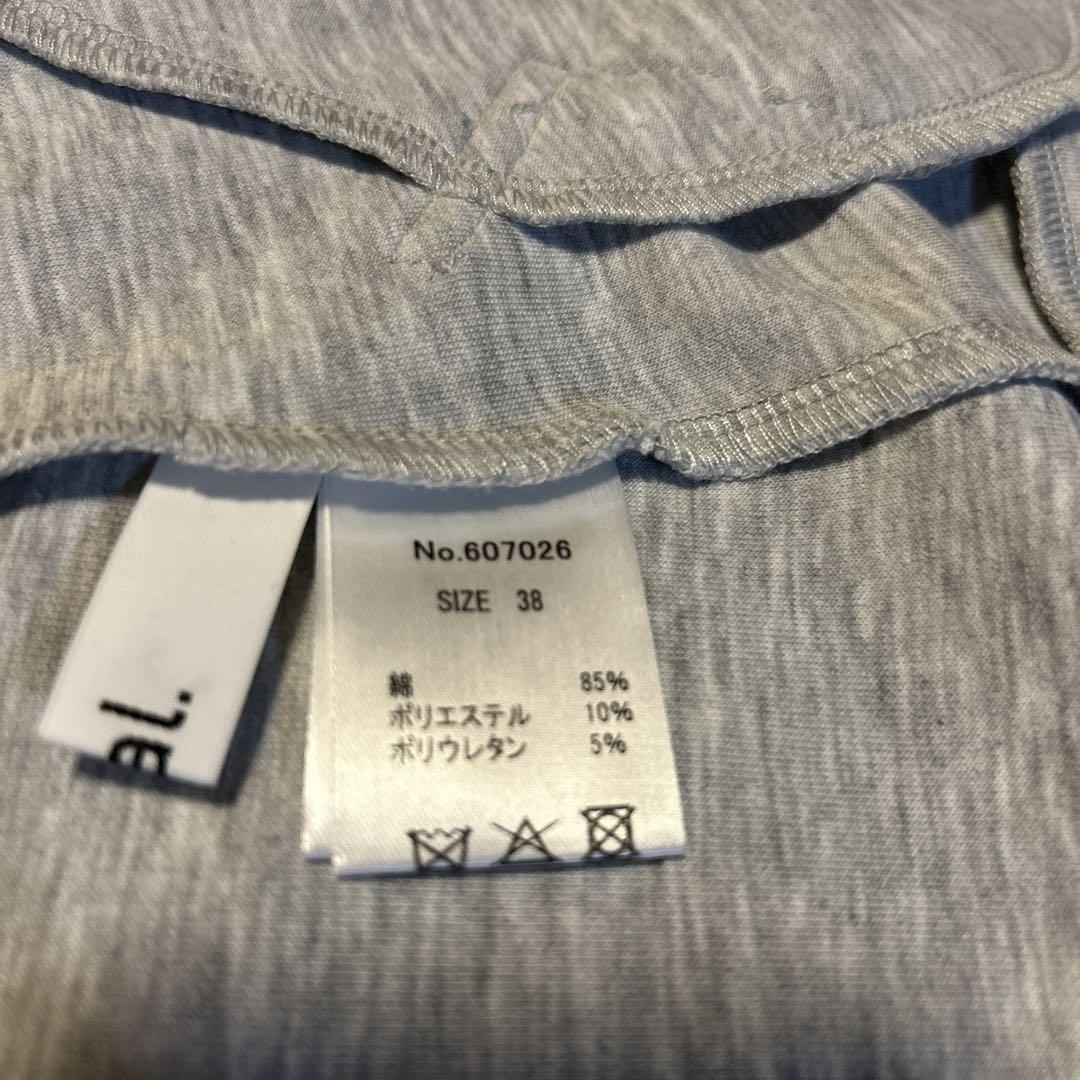 No.607026
SIZE 38
綿 85%
ポリエステル 10%
ポリウレタン 5%
al.